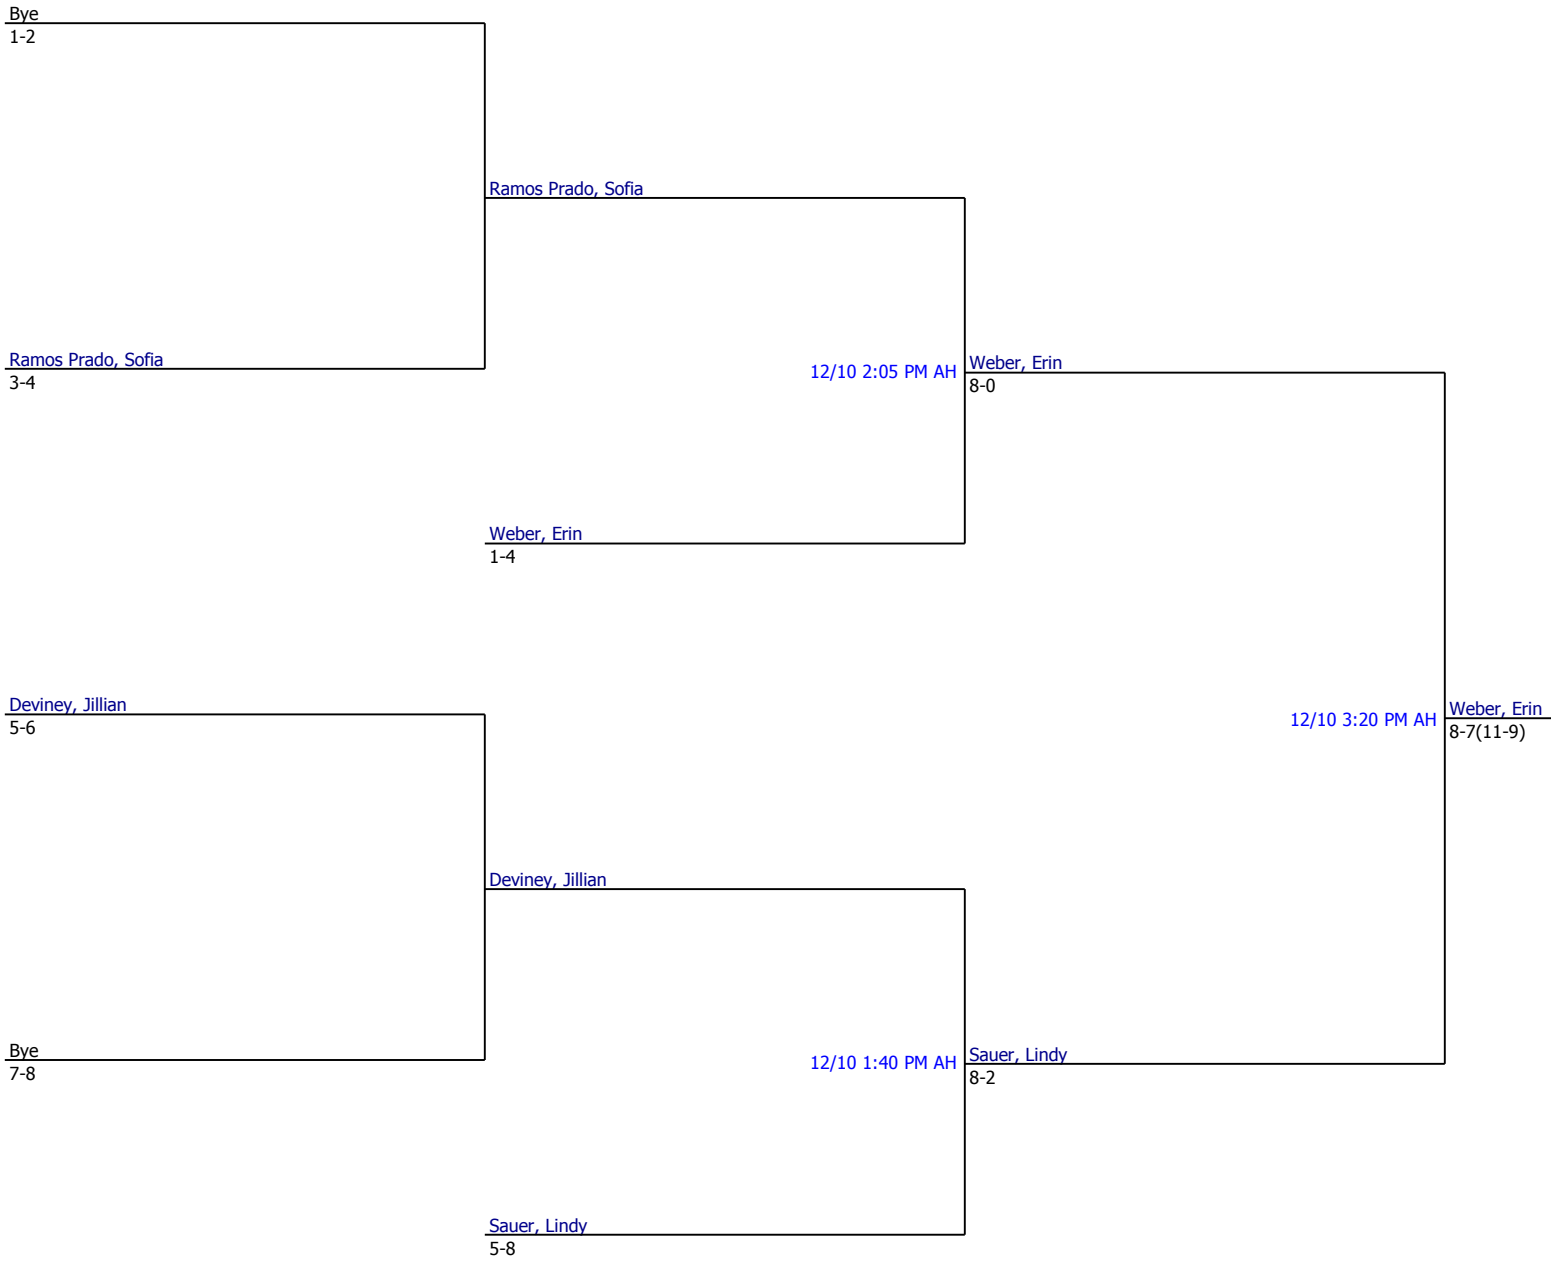 Bye
1-2
Ramos Prado, Sofia
Ramos Prado, Sofia
3-4
12/10 2:05 PM AH
Weber, Erin
8-0
Weber, Erin
1-4
Deviney, Jillian
5-6
12/10 3:20 PM AH
Weber, Erin
8-7(11-9)
Deviney, Jillian
Bye
7-8
12/10 1:40 PM AH
Sauer, Lindy
8-2
Sauer, Lindy
5-8